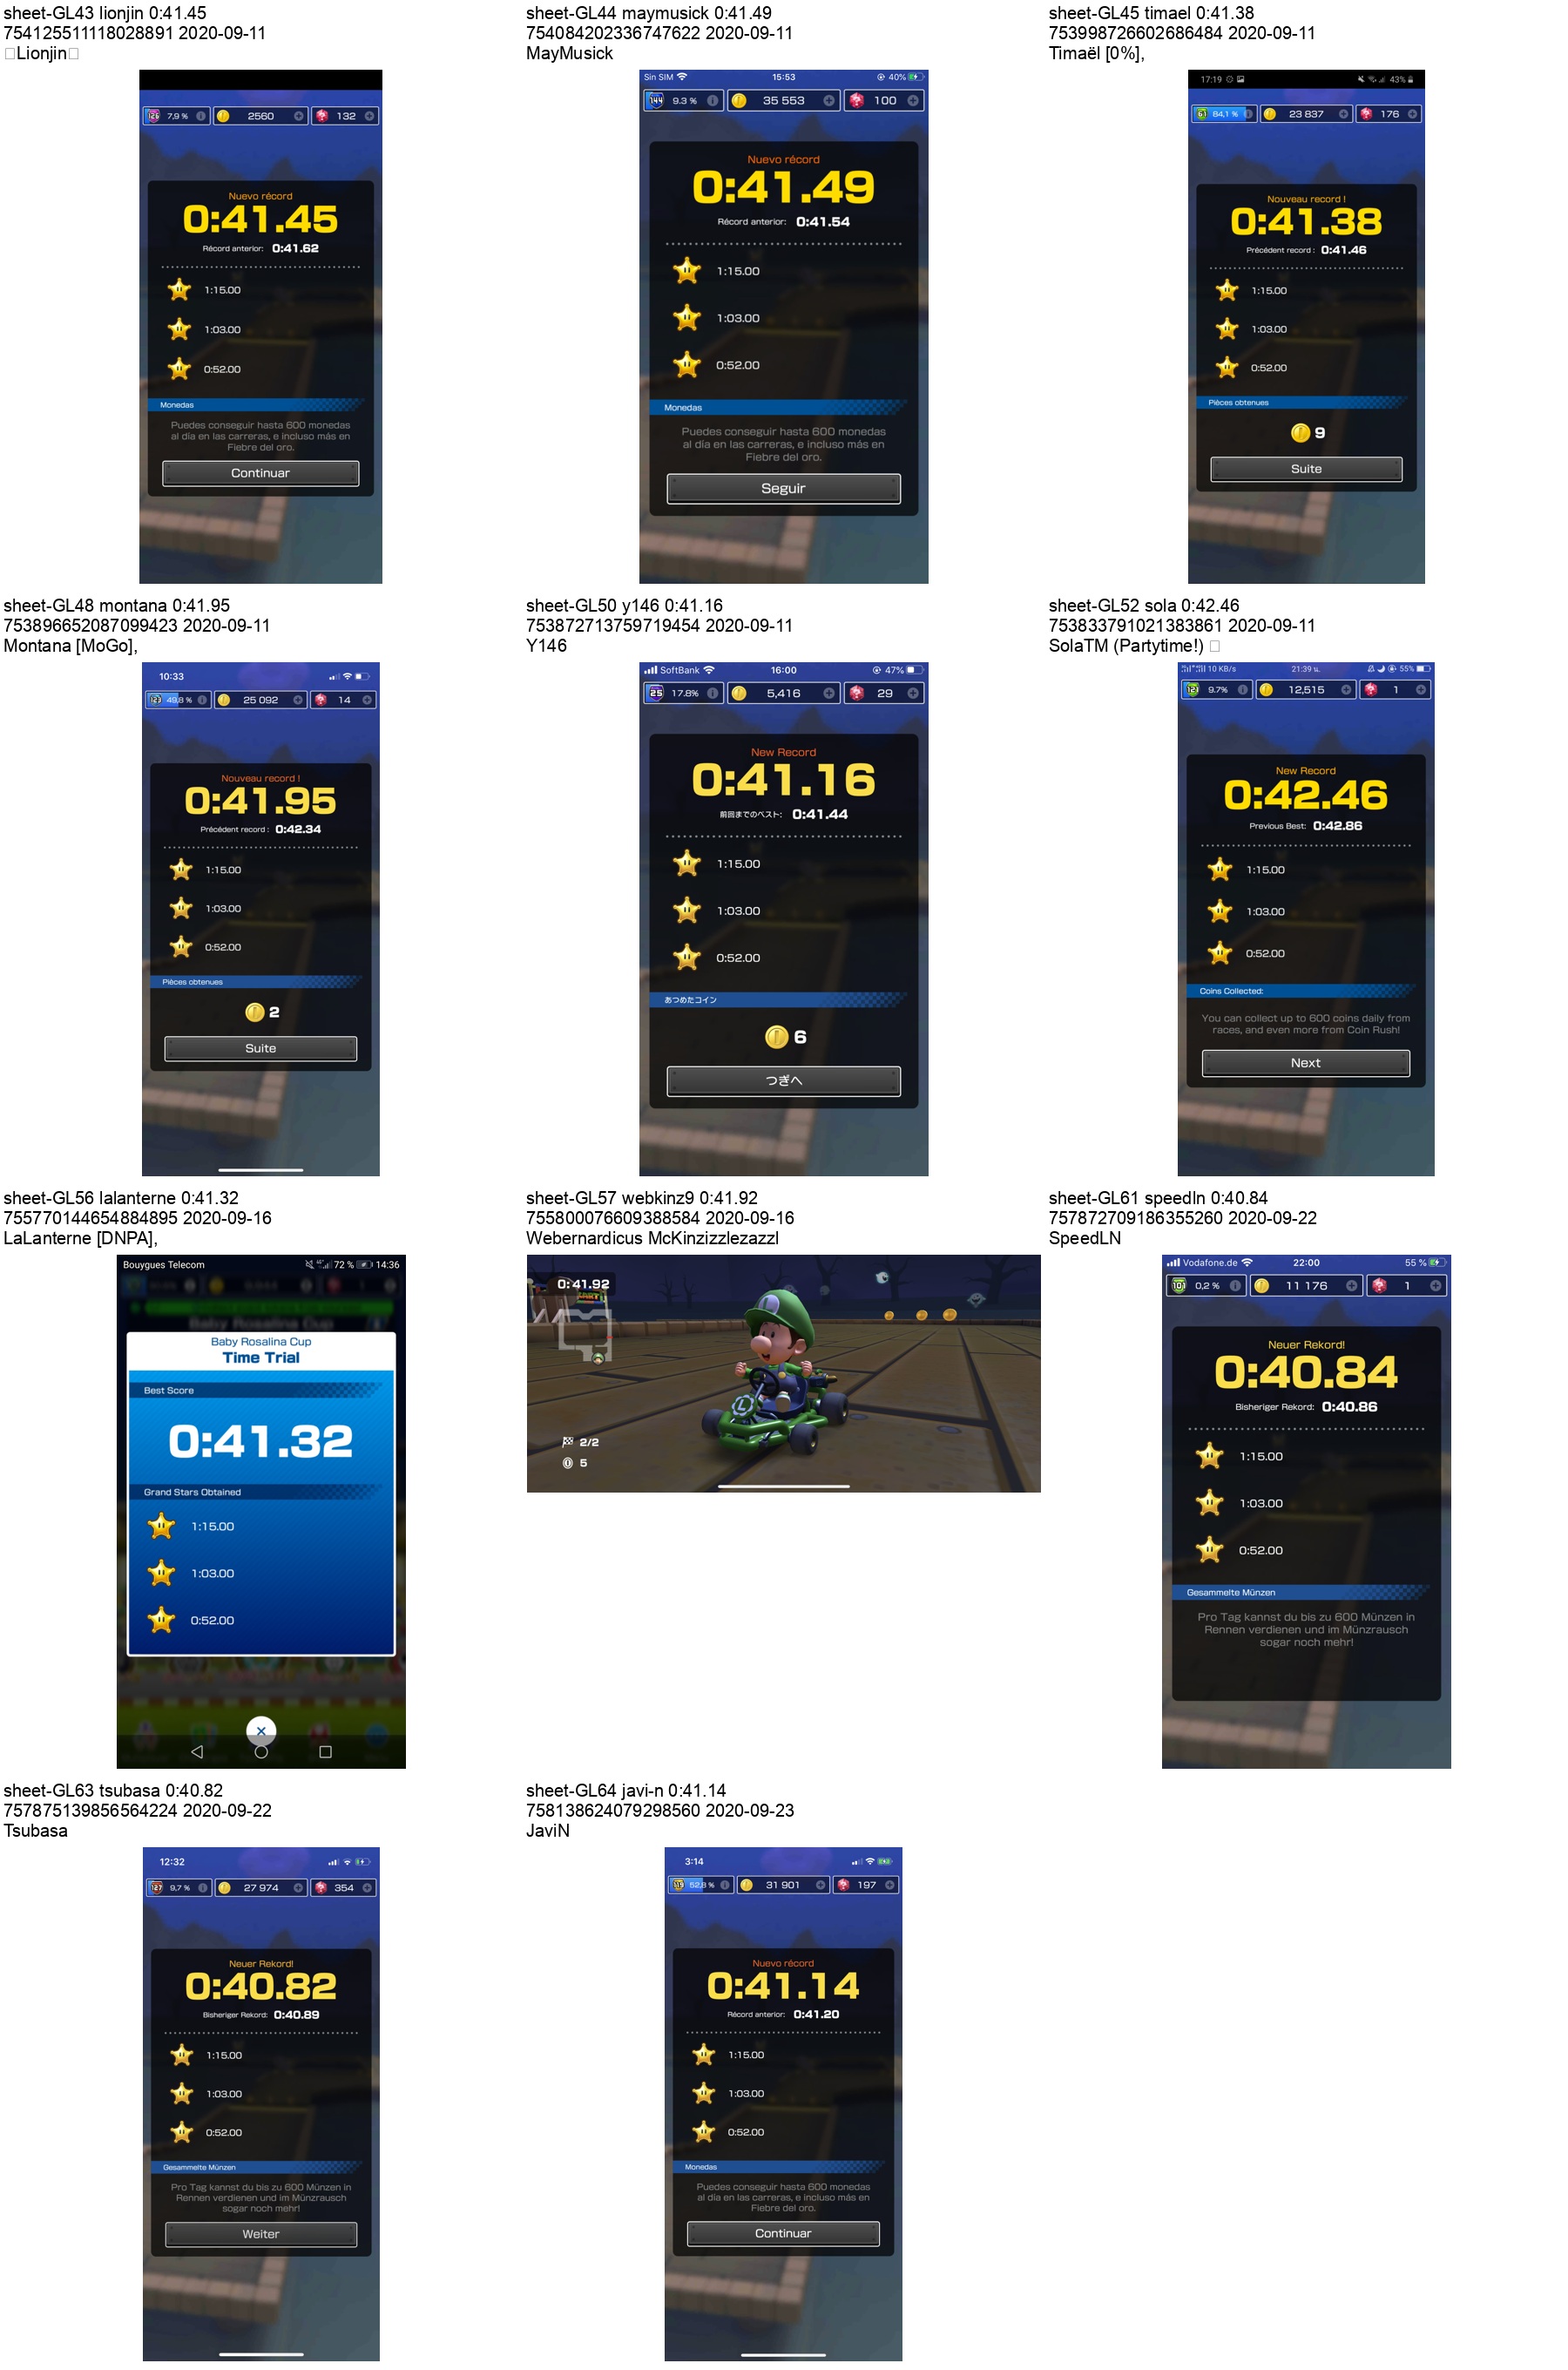 sheet-GL43 lionjin 0:41.45
754125511118028891 2020-09-11
Lionjin
126 7,9 % 2560 132
Nuevo récord
0:41.45
Récord anterior: 0:41.62
1:15.00
1:03.00
0:52.00
Monedas
Puedes conseguir hasta 600 monedas
al día en las carreras, e incluso más en
Fiebre del oro.
Continuar
sheet-GL44 maymusick 0:41.49
754084202336747622 2020-09-11
MayMusick
Sin SIM 15:53 40%
144 9.3 % 35 553 100
Nuevo récord
0:41.49
Récord anterior: 0:41.54
1:15.00
1:03.00
0:52.00
Monedas
Puedes conseguir hasta 600 monedas
al día en las carreras, e incluso más en
Fiebre del oro.
Seguir
sheet-GL45 timael 0:41.38
753998726602686484 2020-09-11
Timaël [0%],
17:19 43%
61 84,1 % 23 837 176
Nouveau record !
0:41.38
Précédent record : 0:41.46
1:15.00
1:03.00
0:52.00
Pièces obtenues
9
Suite
sheet-GL48 montana 0:41.95
753896652087099423 2020-09-11
Montana [MoGo],
10:33
123 49,8 % 25 092 14
Nouveau record !
0:41.95
Précédent record : 0:42.34
1:15.00
1:03.00
0:52.00
Pièces obtenues
2
Suite
sheet-GL50 y146 0:41.16
753872713759719454 2020-09-11
Y146
SoftBank 16:00 47%
25 17.8% 5,416 29
New Record
0:41.16
前回までのベスト: 0:41.44
1:15.00
1:03.00
0:52.00
あつめたコイン
6
つぎへ
sheet-GL52 sola 0:42.46
753833791021383861 2020-09-11
SolaTM (Partytime!)
10 KB/s 21:39 น. 55%
121 9.7% 12,515 1
New Record
0:42.46
Previous Best: 0:42.86
1:15.00
1:03.00
0:52.00
Coins Collected:
You can collect up to 600 coins daily from
races, and even more from Coin Rush!
Next
sheet-GL56 lalanterne 0:41.32
755770144654884895 2020-09-16
LaLanterne [DNPA],
Bouygues Telecom 72 % 14:36
Baby Rosalina Cup
Baby Rosalina Cup
Time Trial
Best Score
0:41.32
Grand Stars Obtained
1:15.00
1:03.00
0:52.00
sheet-GL57 webkinz9 0:41.92
755800076609388584 2020-09-16
Webernardicus McKinzizzlezazzl
0:41.92
KART
L
2/2
5
sheet-GL61 speedln 0:40.84
757872709186355260 2020-09-22
SpeedLN
Vodafone.de 22:00 55 %
101 0,2 % 11 176 1
Neuer Rekord!
0:40.84
Bisheriger Rekord: 0:40.86
1:15.00
1:03.00
0:52.00
Gesammelte Münzen
Pro Tag kannst du bis zu 600 Münzen in
Rennen verdienen und im Münzrausch
sogar noch mehr!
sheet-GL63 tsubasa 0:40.82
757875139856564224 2020-09-22
Tsubasa
12:32
127 9,7 % 27 974 354
Neuer Rekord!
0:40.82
Bisheriger Rekord: 0:40.89
1:15.00
1:03.00
0:52.00
Gesammelte Münzen
Pro Tag kannst du bis zu 600 Münzen in
Rennen verdienen und im Münzrausch
sogar noch mehr!
Weiter
sheet-GL64 javi-n 0:41.14
758138624079298560 2020-09-23
JaviN
3:14
52,8 % 31 901 197
Nuevo récord
0:41.14
Récord anterior: 0:41.20
1:15.00
1:03.00
0:52.00
Monedas
Puedes conseguir hasta 600 monedas
al día en las carreras, e incluso más en
Fiebre del oro.
Continuar